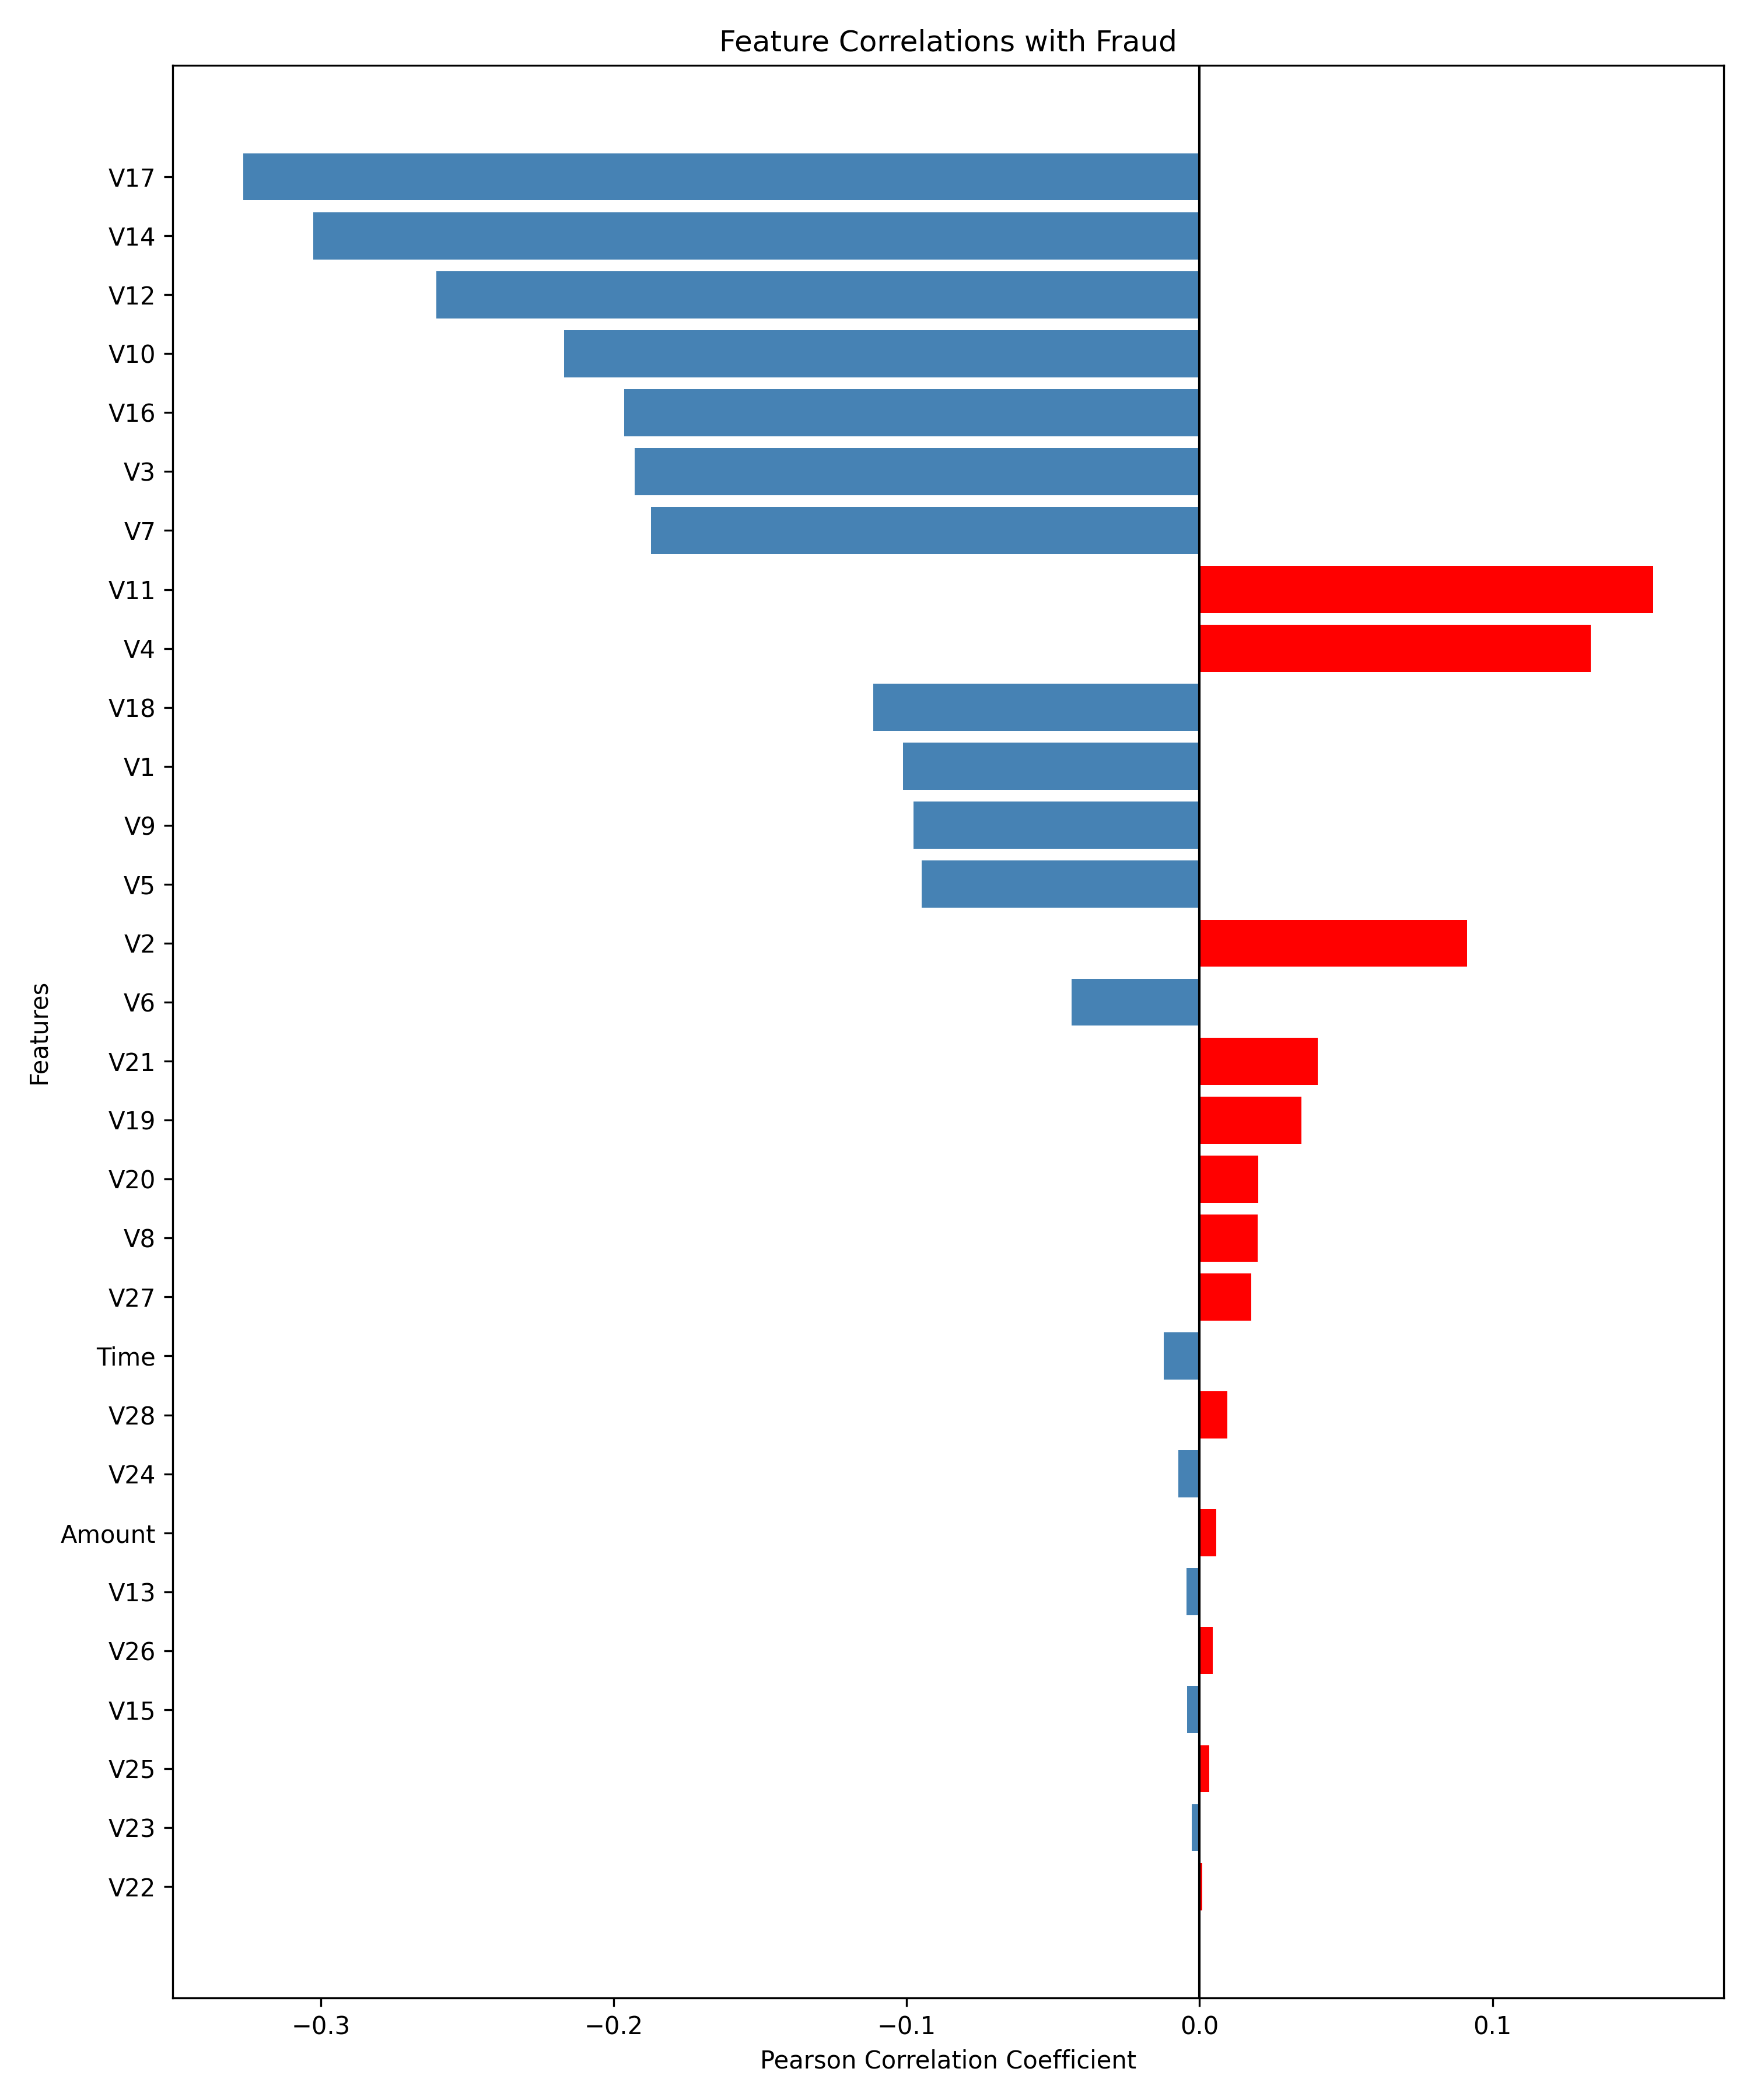 Feature Correlations with Fraud
V17
V14
V12
V10
V16
V3
V7
V11
V4
V18
V1
V9
V5
V2
V6
V21
V19
V20
V8
V27
Time
V28
V24
Amount
V13
V26
V15
V25
V23
V22
Features
−0.3 −0.2 −0.1 0.0 0.1
Pearson Correlation Coefficient